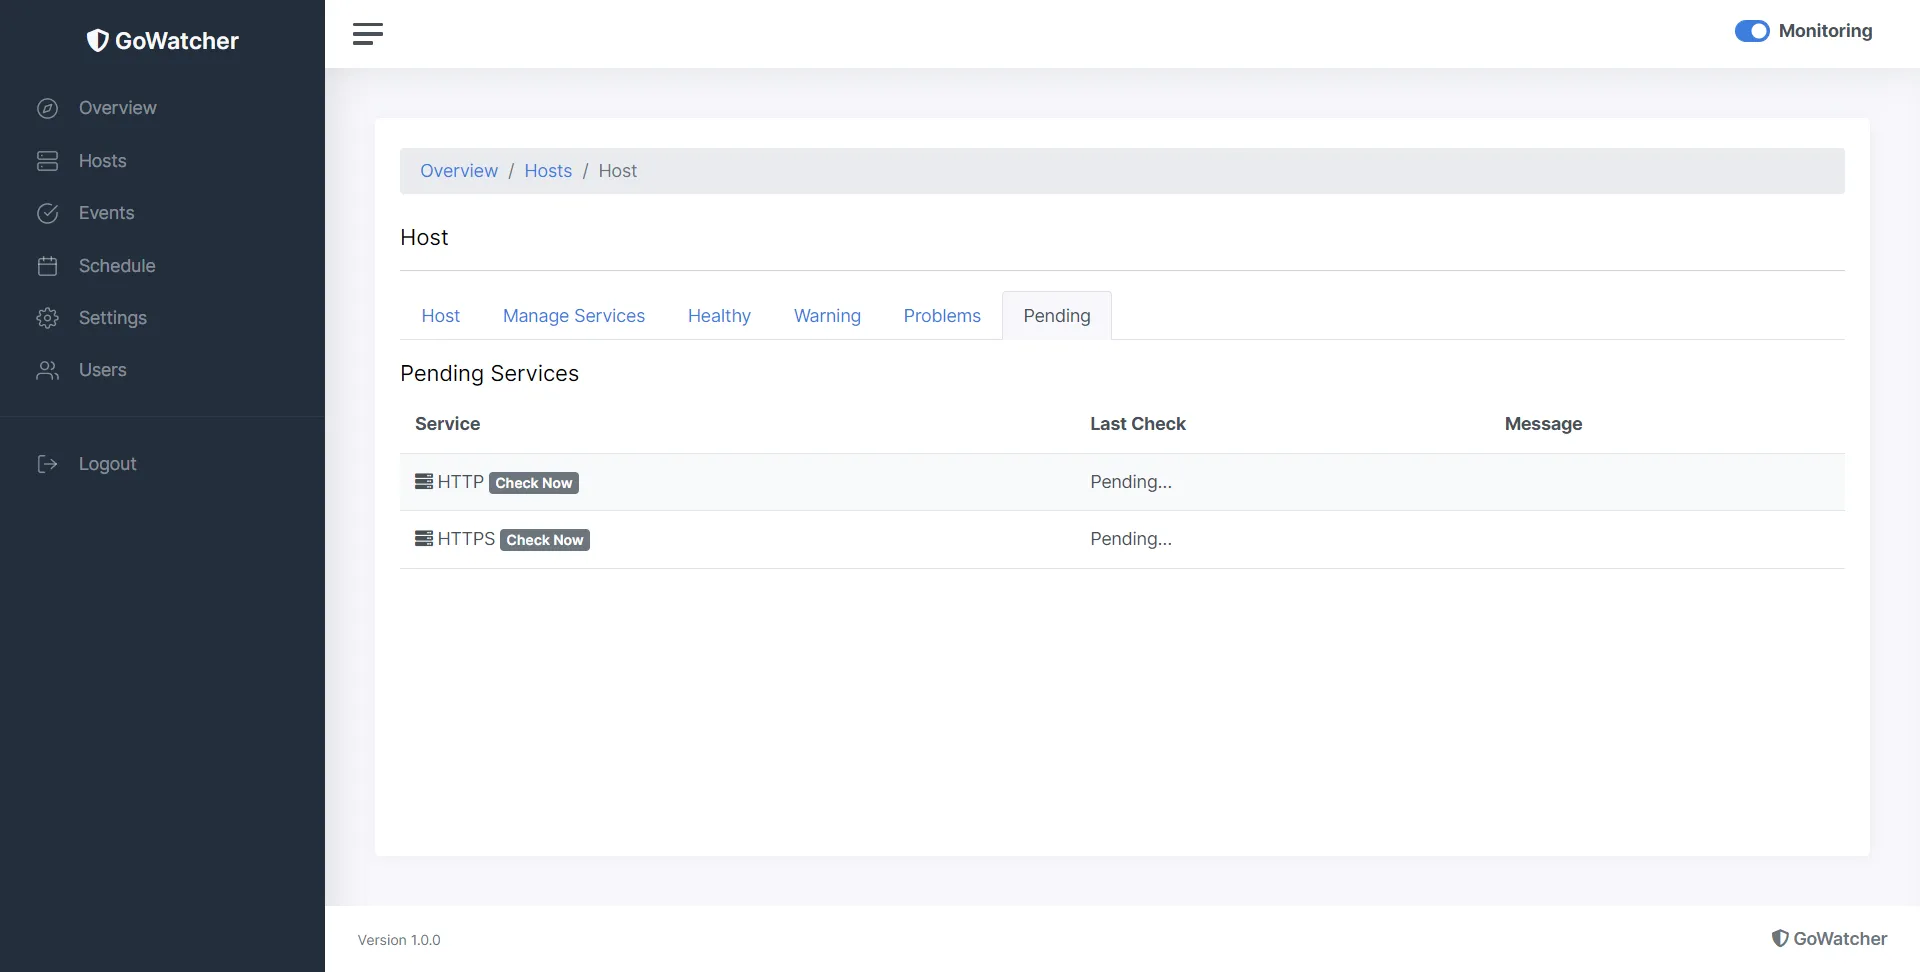 GoWatcher
Monitoring
Overview
Hosts
Events
Schedule
Settings
Users
Logout
Overview / Hosts / Host
Host
Host Manage Services Healthy Warning Problems Pending
Pending Services
Service Last Check Message
HTTP Check Now Pending...
HTTPS Check Now Pending...
Version 1.0.0
GoWatcher